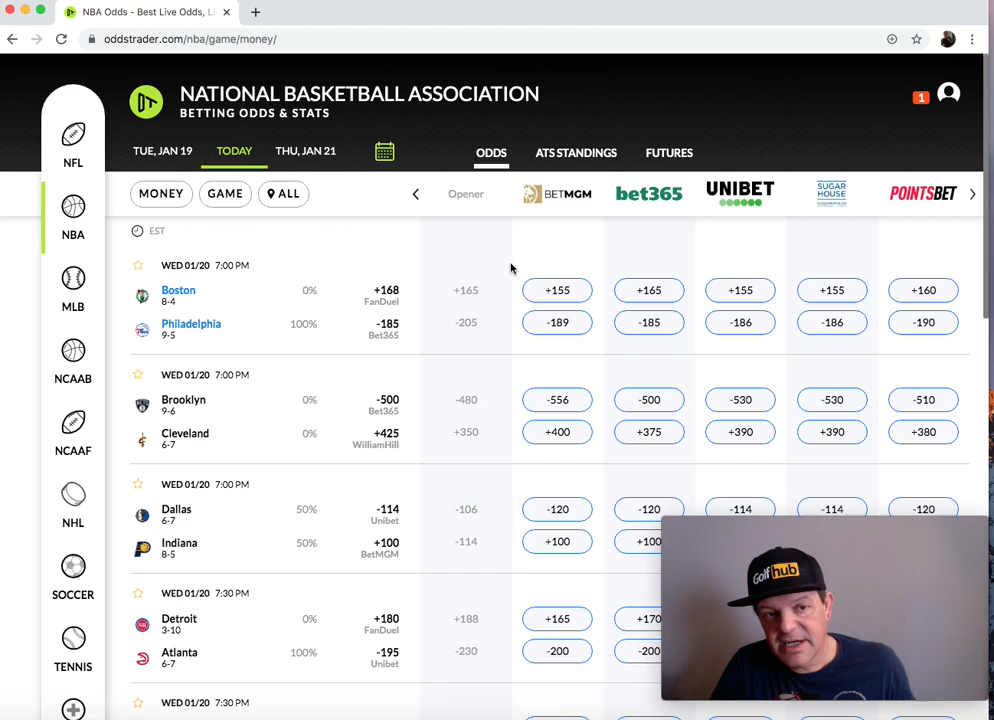 NBA Odds - Best Live Odds, Li
oddstrader.com/nba/game/money/
NATIONAL BASKETBALL ASSOCIATION
BETTING ODDS & STATS
1
TUE, JAN 19 TODAY THU, JAN 21 ODDS ATS STANDINGS FUTURES
MONEY GAME ALL Opener BETMGM bet365 UNIBET SUGAR HOUSE POINTSBET
NFL
NBA
MLB
NCAAB
NCAAF
NHL
SOCCER
TENNIS
EST
WED 01/20 7:00 PM
Boston 0% +168 +165 +155 +165 +155 +155 +160
8-4 FanDuel
Philadelphia 100% -185 -205 -189 -185 -186 -186 -190
9-5 Bet365
WED 01/20 7:00 PM
Brooklyn 0% -500 -480 -556 -500 -530 -530 -510
9-6 Bet365
Cleveland 0% +425 +350 +400 +375 +390 +390 +380
6-7 WilliamHill
WED 01/20 7:00 PM
Dallas 50% -114 -106 -120 -120 -114 -114 -120
6-7 Unibet
Indiana 50% +100 -114 +100 +100
8-5 BetMGM
WED 01/20 7:30 PM
Detroit 0% +180 +188 +165 +170
3-10 FanDuel
Atlanta 100% -195 -230 -200 -200
6-7 Unibet
WED 01/20 7:30 PM
Golf hub